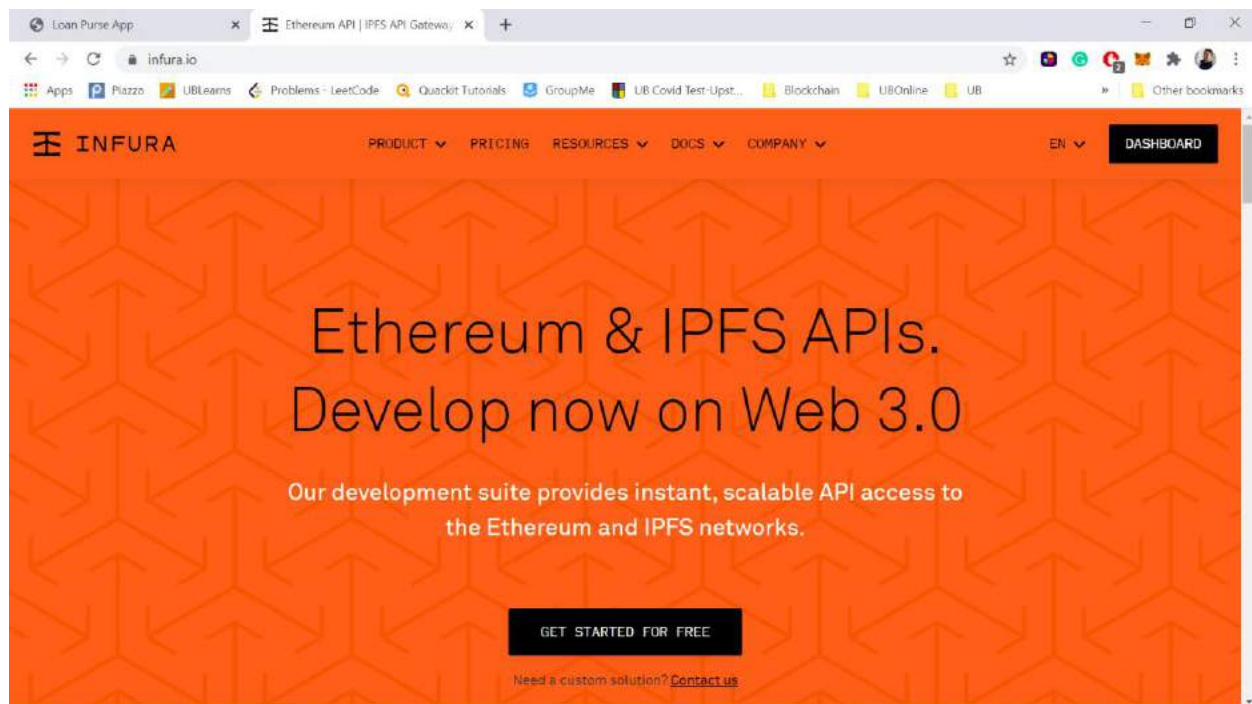 Loan Purse App
Ethereum API | IPFS API Gateway
infura.io
2
Apps Piazza UBLearns Problems - LeetCode Quackit Tutorials GroupMe UB Covid Test-Upst... Blockchain UBOnline UB » Other bookmarks
INFURA PRODUCT PRICING RESOURCES DOCS COMPANY EN DASHBOARD
Ethereum & IPFS APIs.
Develop now on Web 3.0
Our development suite provides instant, scalable API access to
the Ethereum and IPFS networks.
GET STARTED FOR FREE
Need a custom solution? Contact us